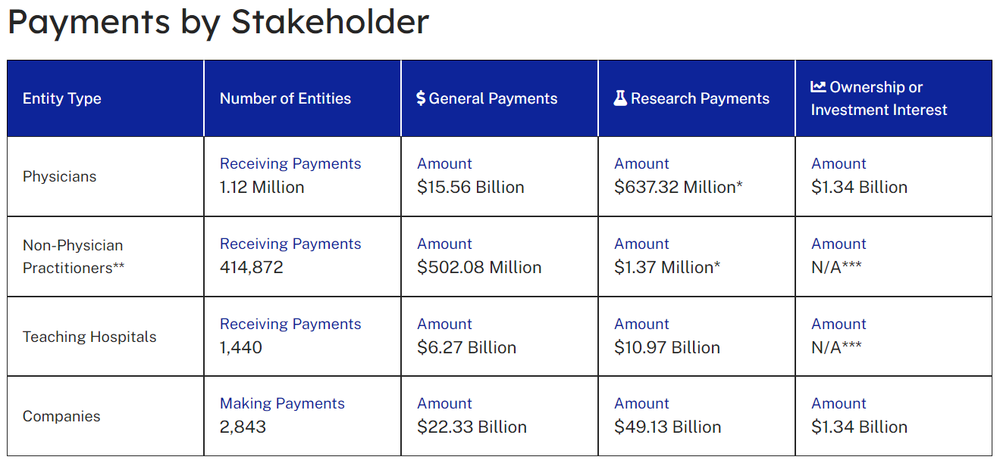 Payments by Stakeholder
Entity Type
Number of Entities
$ General Payments
Research Payments
Ownership or
Investment Interest
Physicians
Receiving Payments
1.12 Million
Amount
$15.56 Billion
Amount
$637.32 Million*
Amount
$1.34 Billion
Non-Physician
Practitioners**
Receiving Payments
414,872
Amount
$502.08 Million
Amount
$1.37 Million*
Amount
N/A***
Teaching Hospitals
Receiving Payments
1,440
Amount
$6.27 Billion
Amount
$10.97 Billion
Amount
N/A***
Companies
Making Payments
2,843
Amount
$22.33 Billion
Amount
$49.13 Billion
Amount
$1.34 Billion